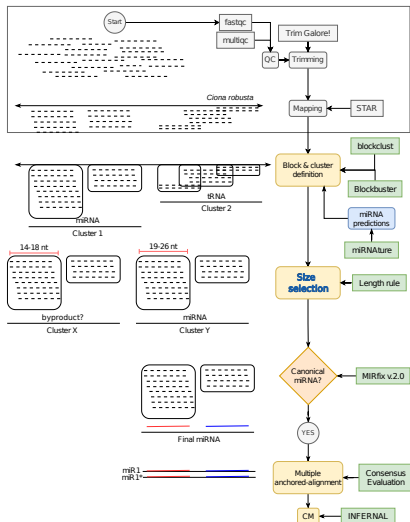 Start
fastqc
multiqc
Trim Galore!
QC
Trimming
Ciona robusta
Mapping
STAR
blockclust
Block & cluster
definition
Blockbuster
tRNA
Cluster 2
miRNA
Cluster 1
miRNA
predictions
miRNAture
14-18 nt
19-26 nt
Size
selection
Length rule
byproduct?
Cluster X
miRNA
Cluster Y
Canonical
miRNA?
MIRfix v.2.0
YES
Final miRNA
miR1
miR1*
Multiple
anchored-alignment
Consensus
Evaluation
CM
INFERNAL